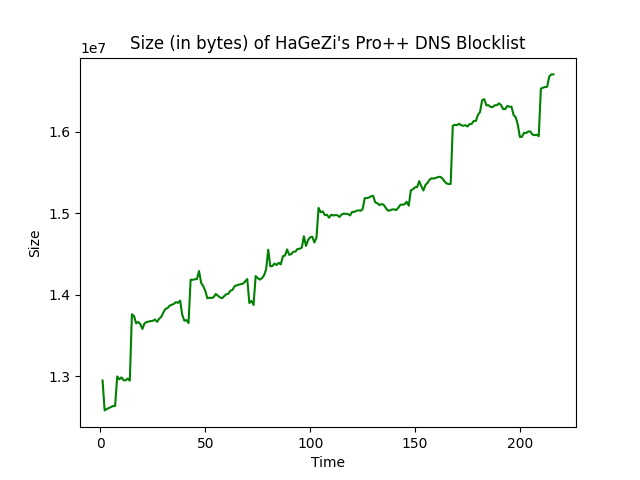 Size (in bytes) of HaGeZi's Pro++ DNS Blocklist
1e7
1.6
1.5
1.4
1.3
Size
0 50 100 150 200
Time